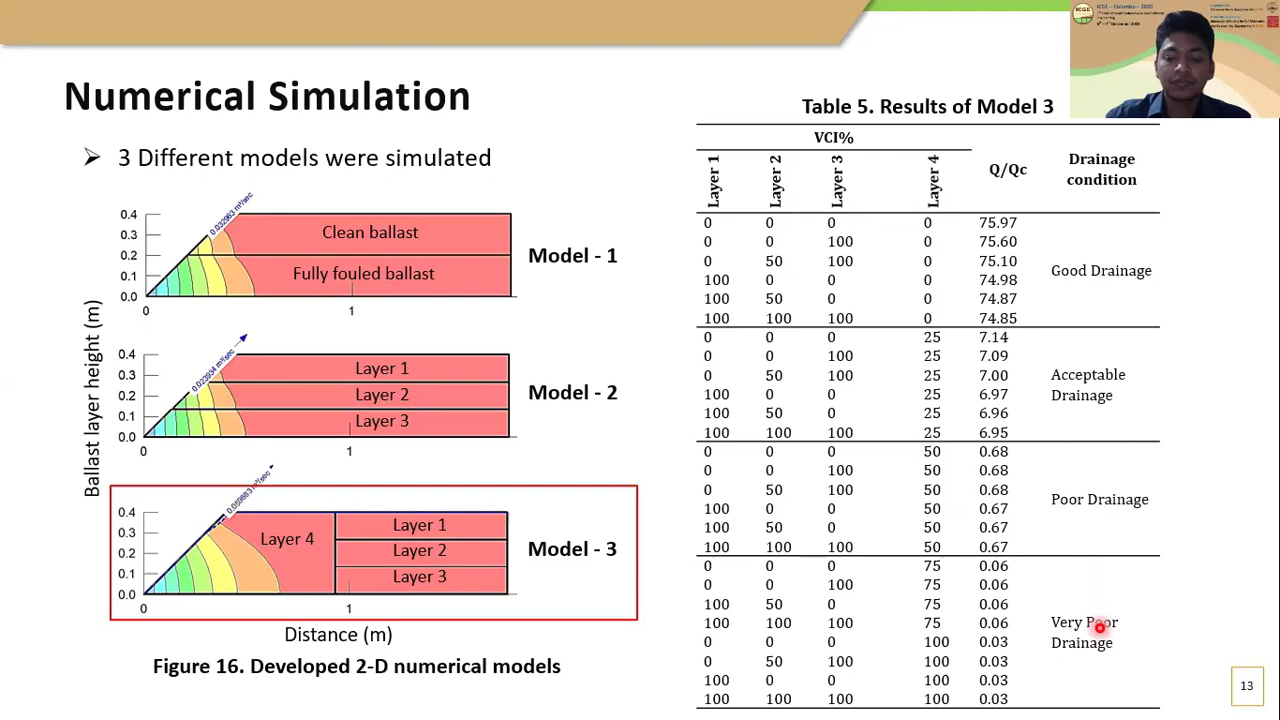 ICGE - Colombo - 2020
Numerical Simulation
➢ 3 Different models were simulated
Ballast layer height (m)
0.4
0.3
0.2
0.1
0.0
0.032963 m³/sec
Clean ballast
Fully fouled ballast
0
1
Model - 1
0.4
0.3
0.2
0.1
0.0
0.023934 m³/sec
Layer 1
Layer 2
Layer 3
0
1
Model - 2
0.4
0.3
0.2
0.1
0.0
Layer 4
Layer 1
Layer 2
Layer 3
0
1
Model - 3
Distance (m)
Figure 16. Developed 2-D numerical models
Table 5. Results of Model 3
VCI%
Layer 1 Layer 2 Layer 3 Layer 4 Q/Qc Drainage condition
0 0 0 0 75.97
0 0 100 0 75.60
0 50 100 0 75.10
Good Drainage
100 0 0 0 74.98
100 50 0 0 74.87
100 100 100 0 74.85
0 0 0 25 7.14
0 0 100 25 7.09
0 50 100 25 7.00
Acceptable Drainage
100 0 0 25 6.97
100 50 0 25 6.96
100 100 100 25 6.95
0 0 0 50 0.68
0 0 100 50 0.68
0 50 100 50 0.68
Poor Drainage
100 0 0 50 0.67
100 50 0 50 0.67
100 100 100 50 0.67
0 0 0 75 0.06
0 0 100 75 0.06
100 50 0 75 0.06
100 100 100 75 0.06
Very Poor Drainage
0 0 0 100 0.03
0 50 100 100 0.03
100 0 0 100 0.03
100 100 100 100 0.03
13